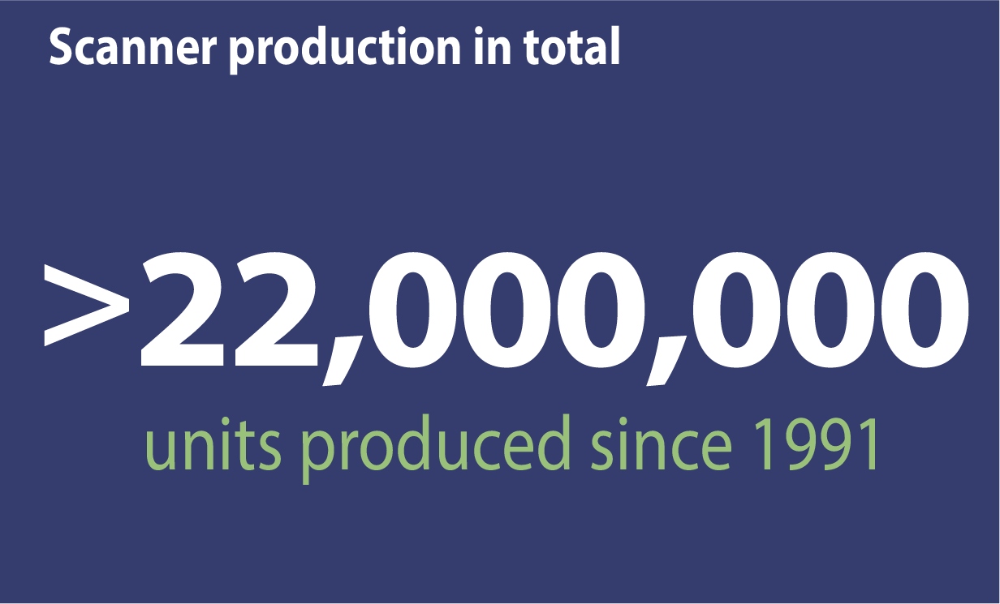 Scanner production in total
>22,000,000
units produced since 1991